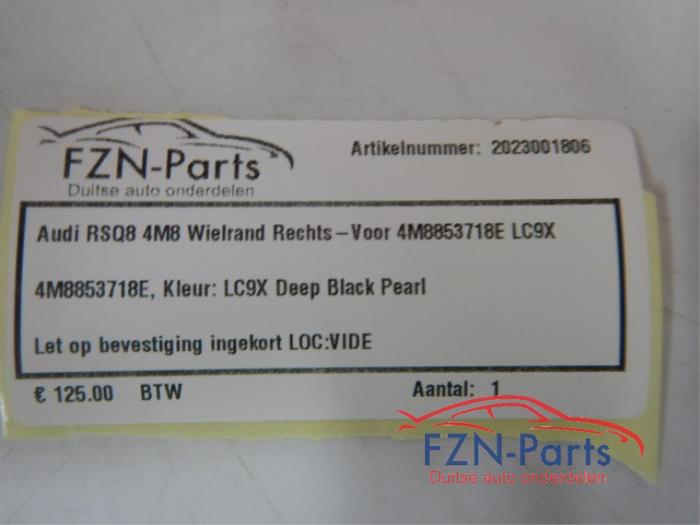 FZN-Parts
Duitse auto onderdelen
Artikelnummer: 2023001806
Audi RSQ8 4M8 Wielrand Rechts-Voor 4M8853718E LC9X
4M8853718E, Kleur: LC9X Deep Black Pearl
Let op bevestiging ingekort LOC:VIDE
€ 125.00 BTW Aantal: 1
FZN-Parts
Duitse auto onderdelen